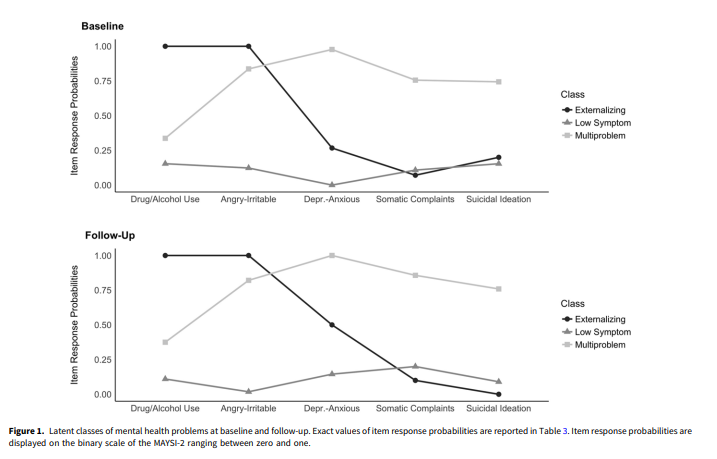 Baseline
Item Response Probabilities
1.00
0.75
0.50
0.25
0.00
Drug/Alcohol Use Angry-Irritable Depr.-Anxious Somatic Complaints Suicidal Ideation
Class
Externalizing
Low Symptom
Multiproblem
Follow-Up
Item Response Probabilities
1.00
0.75
0.50
0.25
0.00
Drug/Alcohol Use Angry-Irritable Depr.-Anxious Somatic Complaints Suicidal Ideation
Class
Externalizing
Low Symptom
Multiproblem
Figure 1. Latent classes of mental health problems at baseline and follow-up. Exact values of item response probabilities are reported in Table 3. Item response probabilities are
displayed on the binary scale of the MAYSI-2 ranging between zero and one.